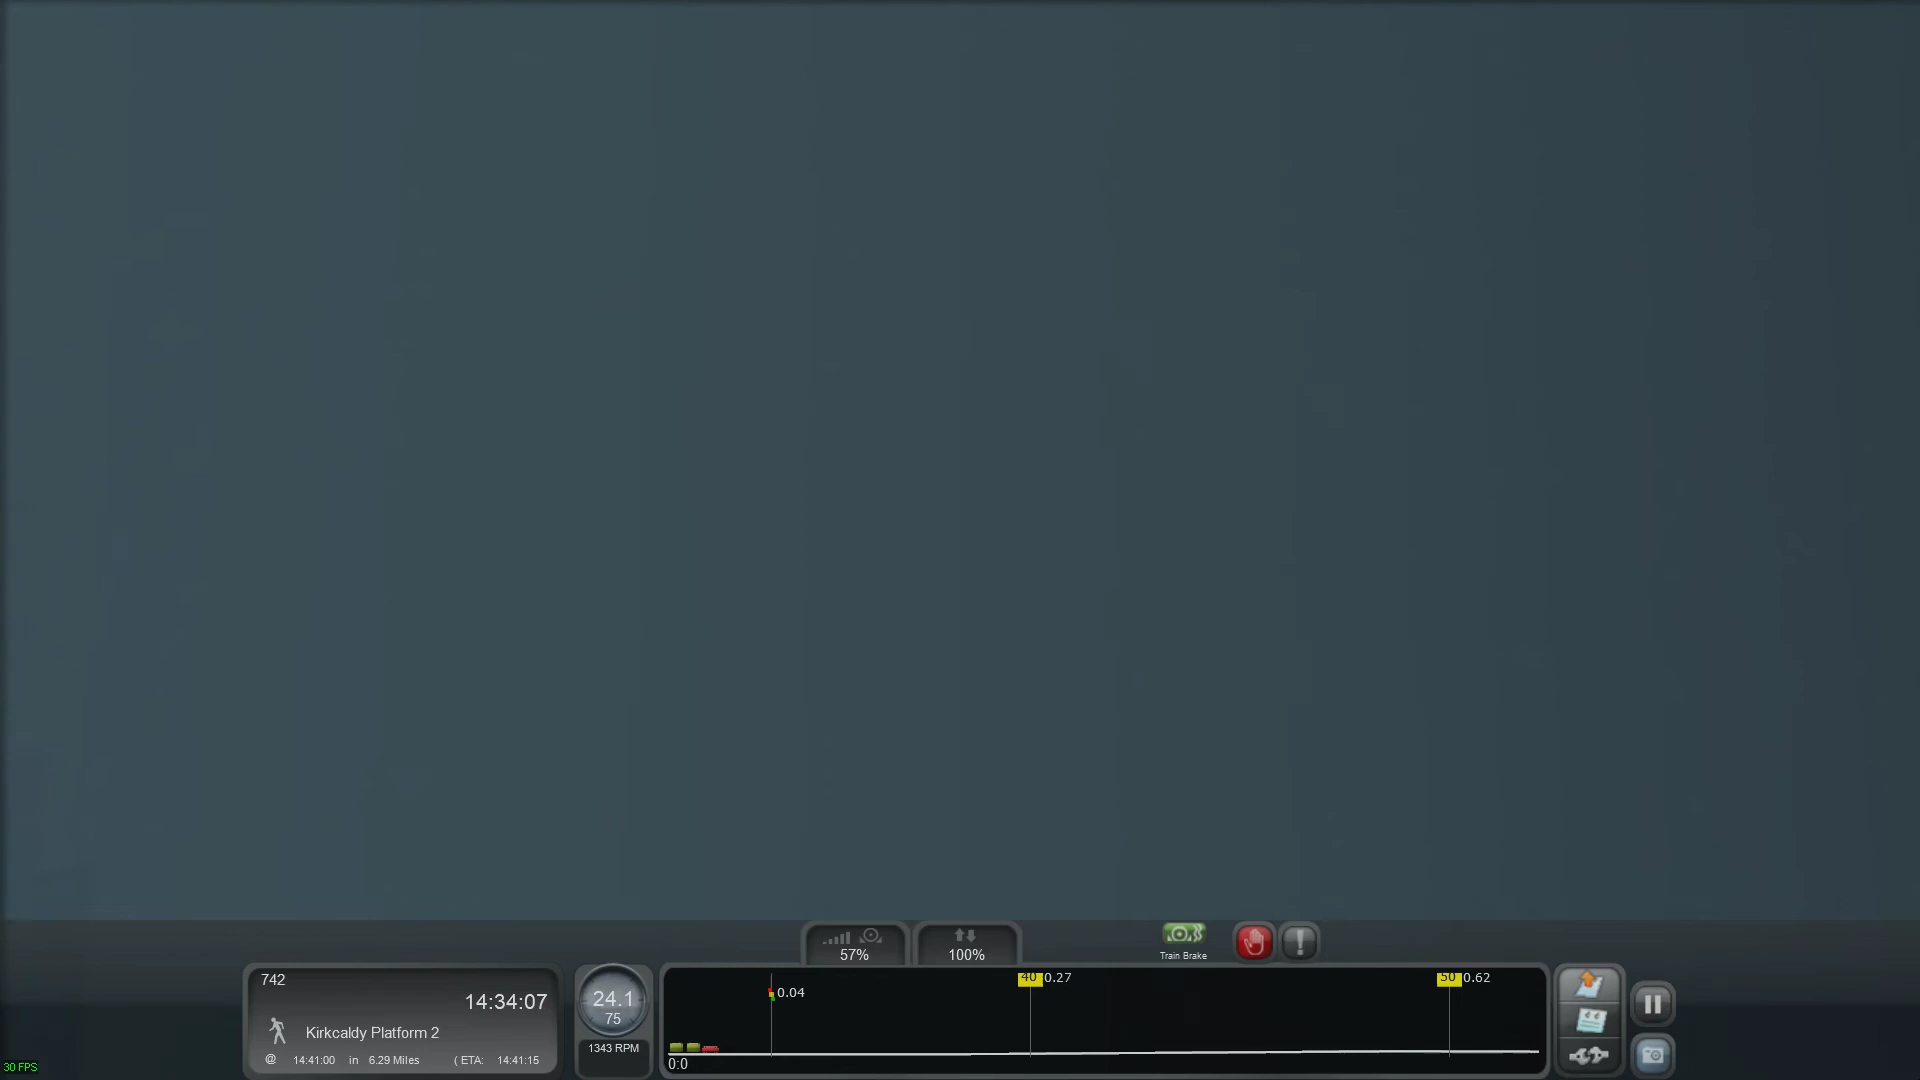 57%
100%
Train Brake
742
14:34:07
Kirkcaldy Platform 2
@ 14:41:00 in 6.29 Miles ( ETA: 14:41:15
24.1
75
1343 RPM
0.04
40 0.27
50 0.62
0:0
30 FPS